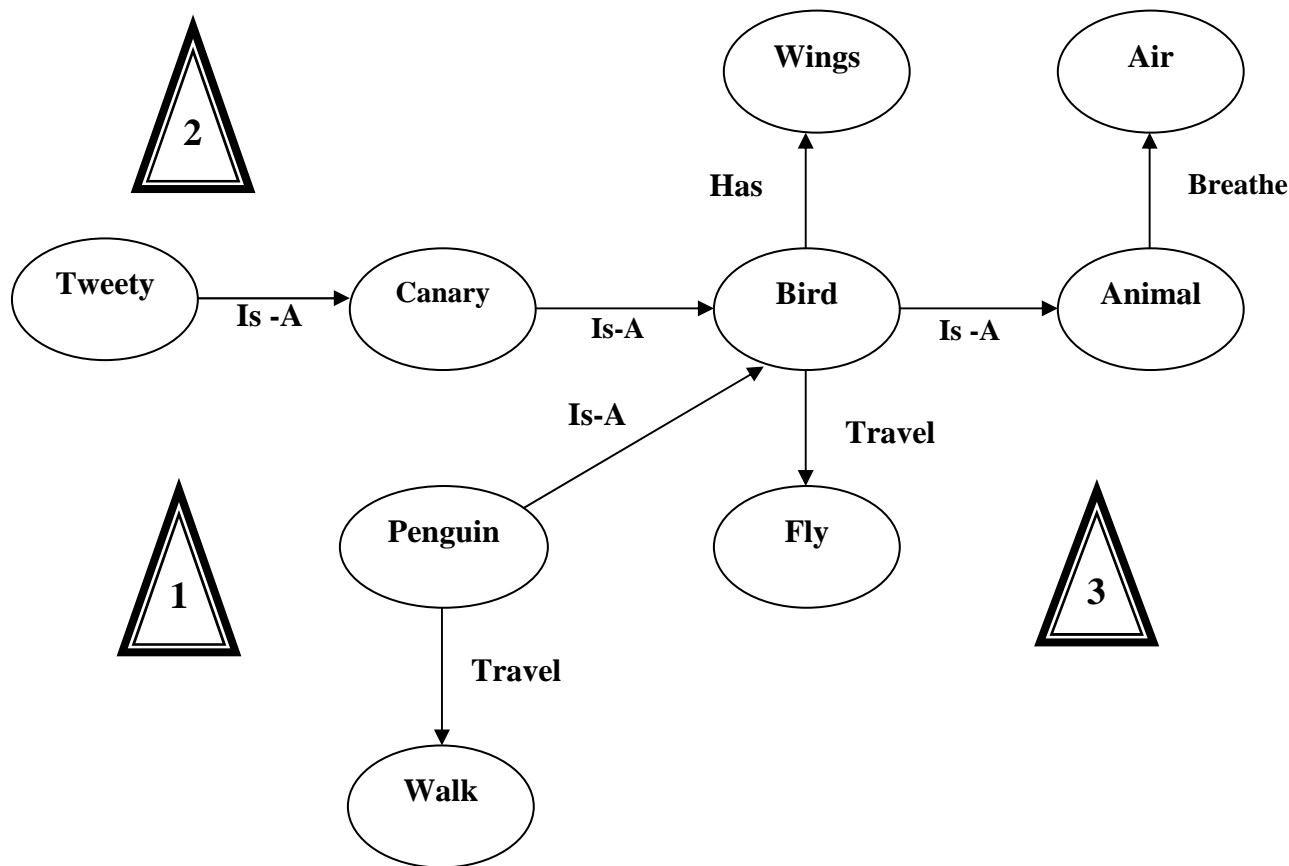 Wings
Air
2
Has
Breathe
Tweety
Canary
Bird
Animal
Is -A
Is-A
Is -A
Is-A
Travel
Penguin
Fly
1
3
Travel
Walk